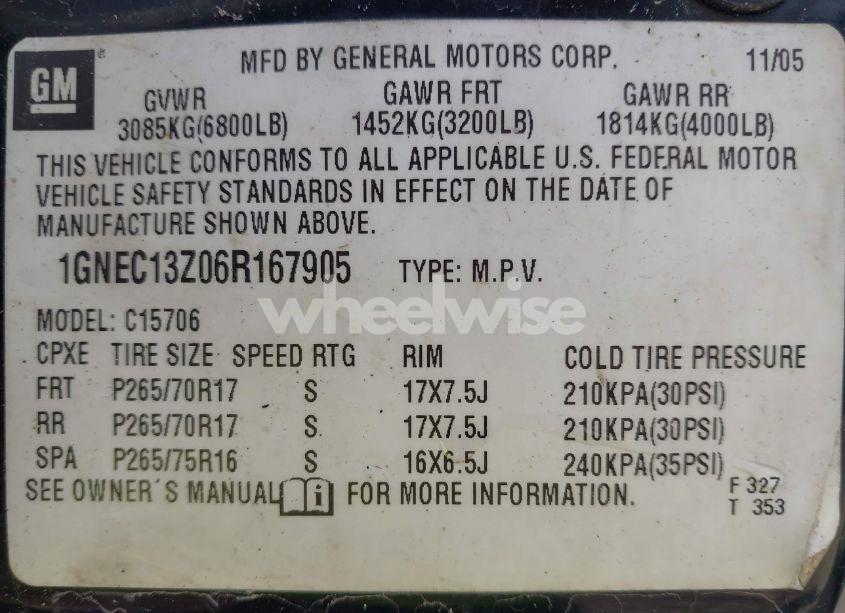 GM
MFD BY GENERAL MOTORS CORP. 11/05
GVWR GAWR FRT GAWR RR
3085KG(6800LB) 1452KG(3200LB) 1814KG(4000LB)
THIS VEHICLE CONFORMS TO ALL APPLICABLE U.S. FEDERAL MOTOR
VEHICLE SAFETY STANDARDS IN EFFECT ON THE DATE OF
MANUFACTURE SHOWN ABOVE.
1GNEC13Z06R167905 TYPE: M.P.V.
wheelwise
MODEL: C15706
CPXE TIRE SIZE SPEED RTG RIM COLD TIRE PRESSURE
FRT P265/70R17 S 17X7.5J 210KPA(30PSI)
RR P265/70R17 S 17X7.5J 210KPA(30PSI)
SPA P265/75R16 S 16X6.5J 240KPA(35PSI)
SEE OWNER'S MANUAL i FOR MORE INFORMATION.
F 327
T 353